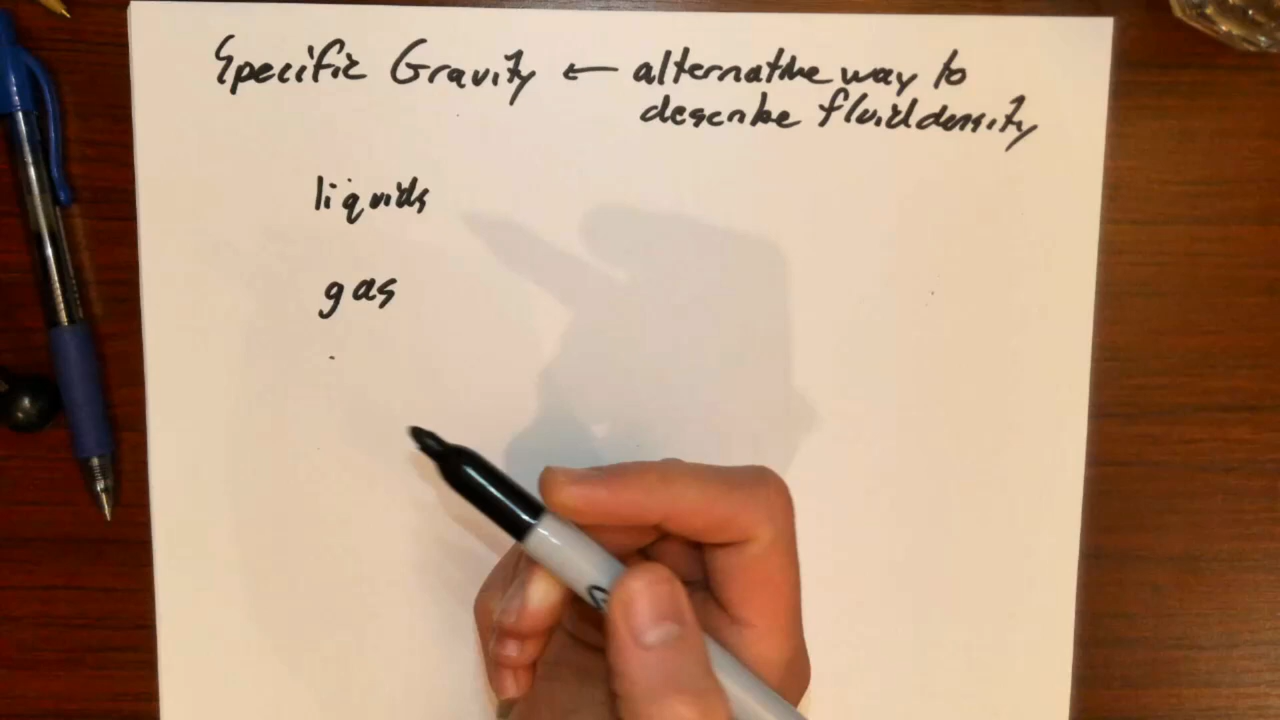 Specific Gravity ← alternative way to
describe fluid density
liquids
gas